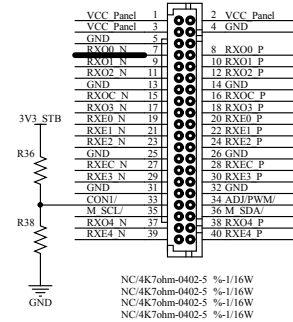 VCC_Panel 1 2 VCC_Panel
VCC_Panel 3 4 GND
GND 5
RXO0_N 7 8 RXO0_P
RXO1_N 9 10 RXO1_P
RXO2_N 11 12 RXO2_P
GND 13 14 GND
RXOC_N 15 16 RXOC_P
RXO3_N 17 18 RXO3_P
3V3_STB RXE0_N 19 20 RXE0_P
RXE1_N 21 22 RXE1_P
RXE2_N 23 24 RXE2_P
R36 GND 25 26 GND
RXEC_N 27 28 RXEC_P
RXE3_N 29 30 RXE3_P
GND 31 32 GND
CON1/ 33 34 ADJ/PWM/
R38 M_SCL/ 35 36 M_SDA/
RXO4_N 37 38 RXO4_P
RXE4_N 39 40 RXE4_P
GND
NC/4K7ohm-0402-5 %-1/16W
NC/4K7ohm-0402-5 %-1/16W
NC/4K7ohm-0402-5 %-1/16W
NC/4K7ohm-0402-5 %-1/16W